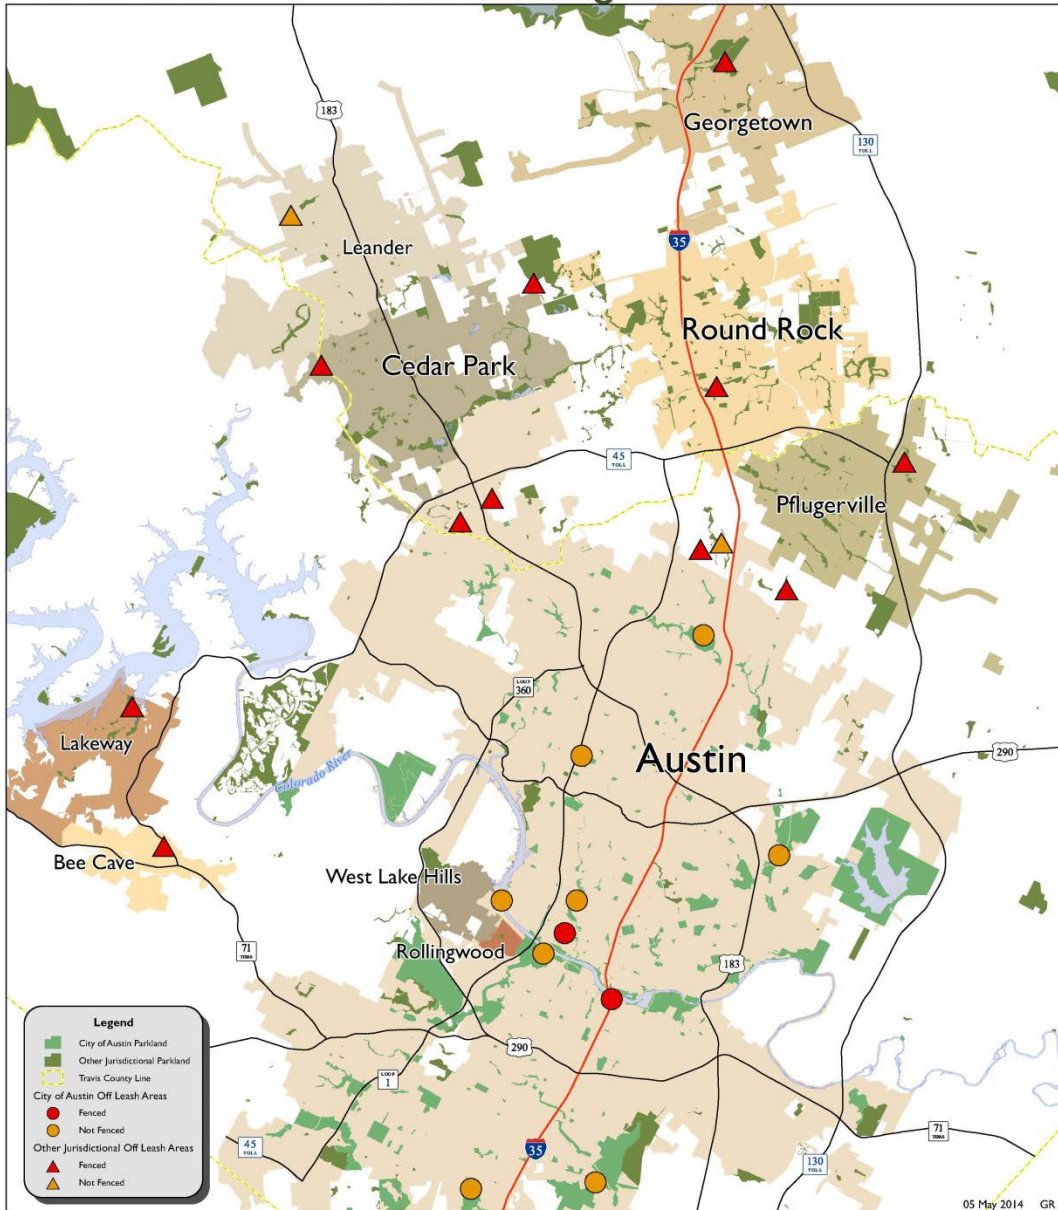 183
Georgetown
130
TOLL
35
Leander
Round Rock
Cedar Park
45
TOLL
Pflugerville
LOOP
360
Lakeway
Austin
290
Colorado River
Bee Cave
West Lake Hills
Rollingwood
71
TEXAS
183
290
LOOP
1
45
TOLL
35
130
TOLL
71
TEXAS
Legend
City of Austin Parkland
Other Jurisdictional Parkland
Travis County Line
City of Austin Off Leash Areas
Fenced
Not Fenced
Other Jurisdictional Off Leash Areas
Fenced
Not Fenced
05 May 2014 GR